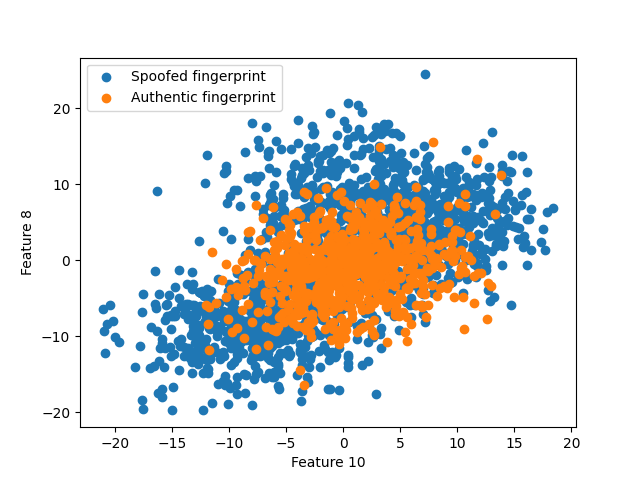 Spoofed fingerprint
Authentic fingerprint
20
10
0
−10
−20
Feature 8
−20 −15 −10 −5 0 5 10 15 20
Feature 10